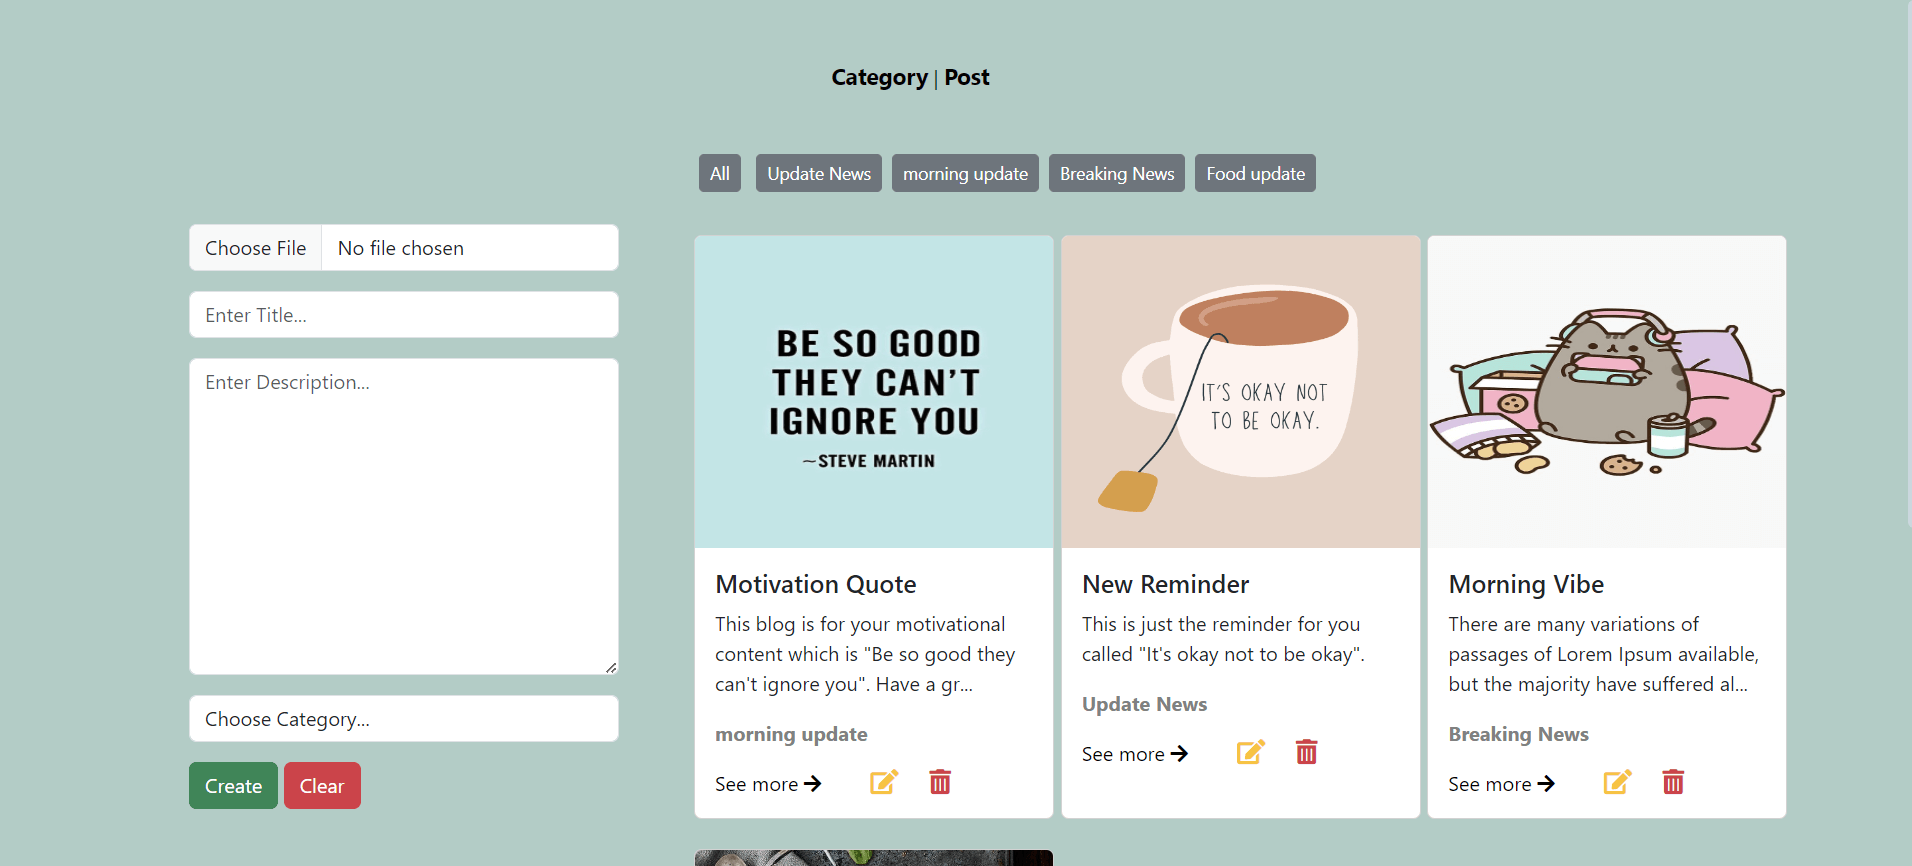 Category | Post
All Update News morning update Breaking News Food update
Choose File No file chosen
Enter Title...
Enter Description...
Choose Category...
Create Clear
BE SO GOOD
THEY CAN'T
IGNORE YOU
~STEVE MARTIN
Motivation Quote
This blog is for your motivational
content which is "Be so good they
can't ignore you". Have a gr...
morning update
See more
IT'S OKAY NOT
TO BE OKAY.
New Reminder
This is just the reminder for you
called "It's okay not to be okay".
Update News
See more
Morning Vibe
There are many variations of
passages of Lorem Ipsum available,
but the majority have suffered al...
Breaking News
See more